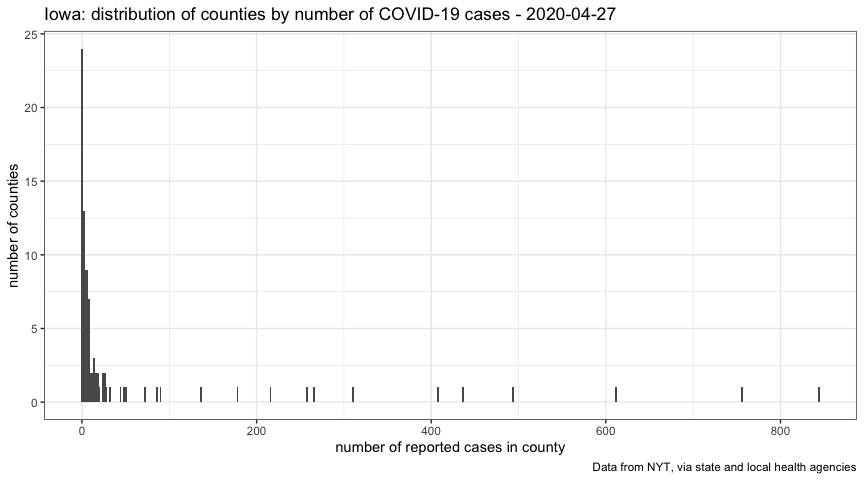 Iowa: distribution of counties by number of COVID-19 cases - 2020-04-27
25
20
15
10
5
0
number of counties
0 200 400 600 800
number of reported cases in county
Data from NYT, via state and local health agencies